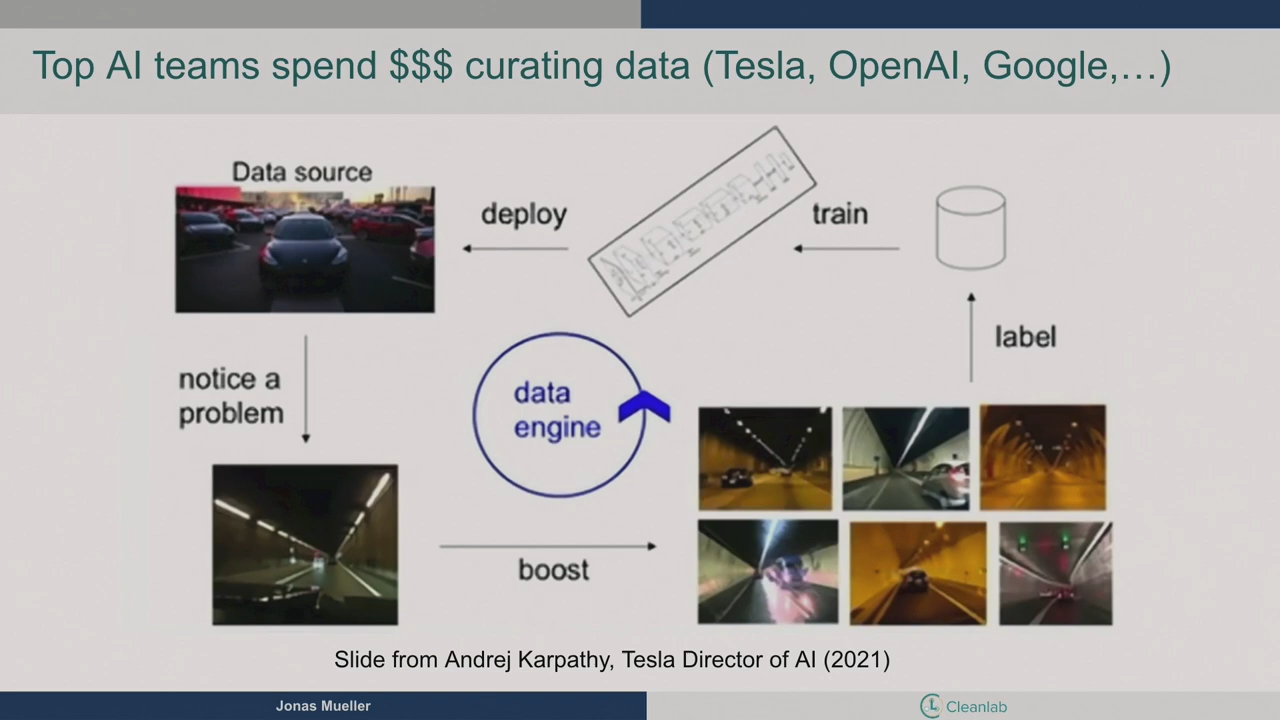 Top AI teams spend $$$ curating data (Tesla, OpenAI, Google,…)
Data source
deploy
train
label
notice a
problem
data
engine
boost
Slide from Andrej Karpathy, Tesla Director of AI (2021)
Jonas Mueller
Cleanlab